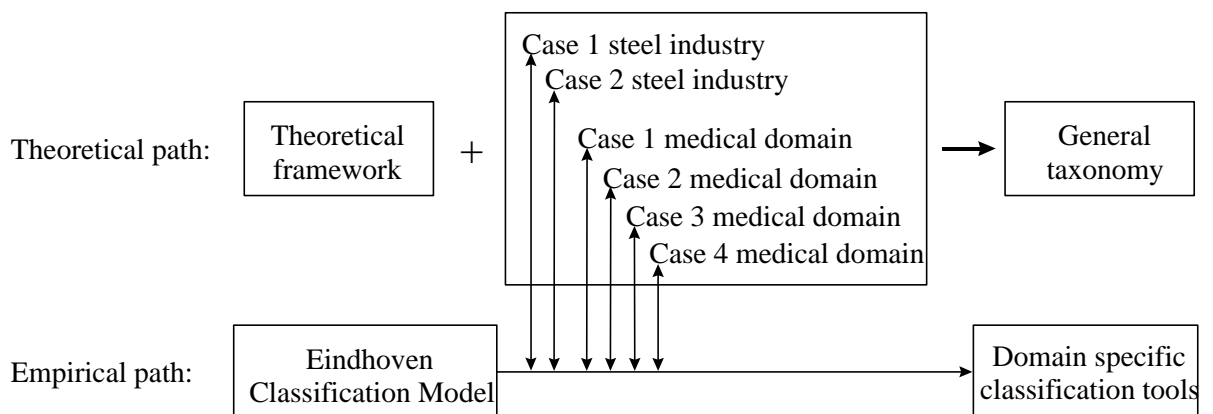 Case 1 steel industry
Case 2 steel industry
Theoretical path:
Theoretical
framework
+
Case 1 medical domain
Case 2 medical domain
Case 3 medical domain
Case 4 medical domain
General
taxonomy
Empirical path:
Eindhoven
Classification Model
Domain specific
classification tools